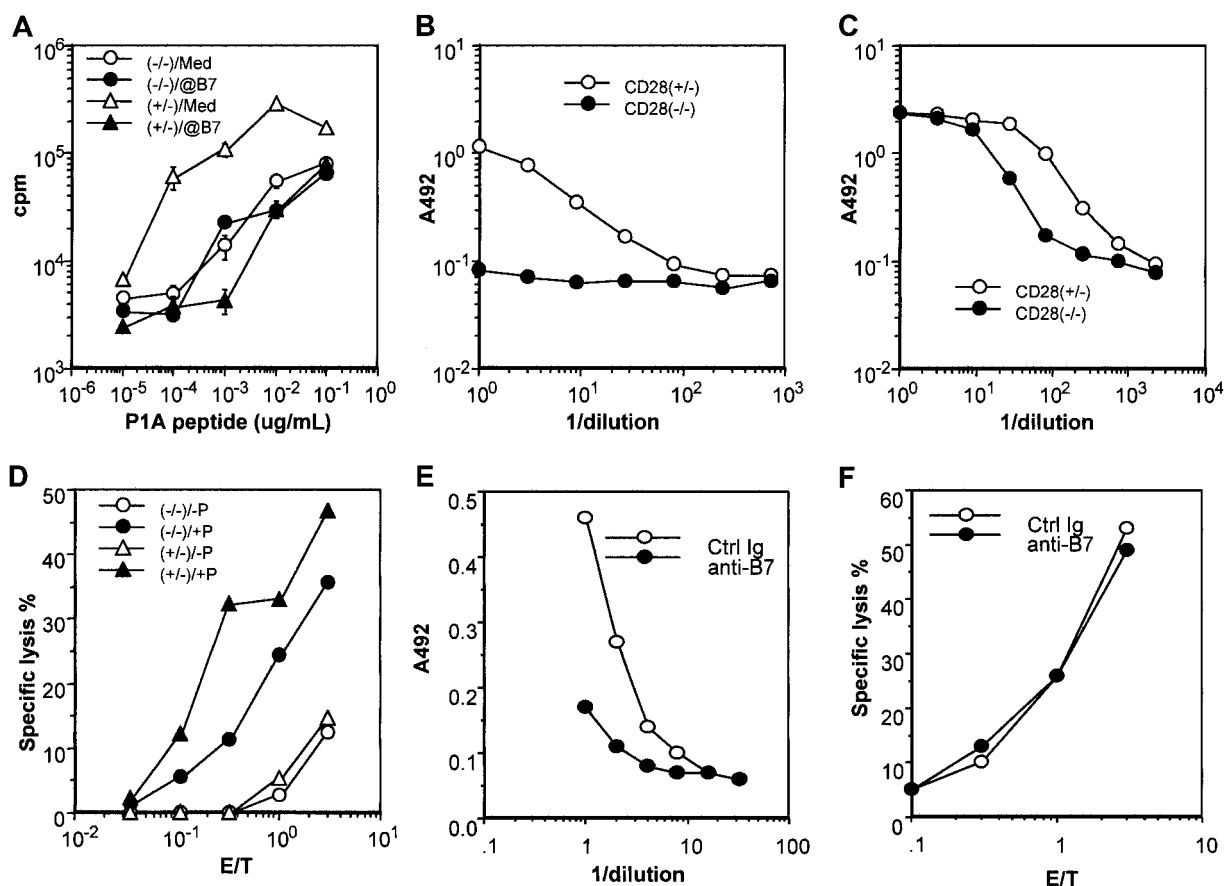 A
10^6
10^5
10^4
10^3
cpm
(-/-)/Med
(-/-)/@B7
(+/-)/Med
(+/-)/@B7
10^-6 10^-5 10^-4 10^-3 10^-2 10^-1 10^0
P1A peptide (ug/mL)
B
10^1
10^0
10^-1
10^-2
A492
CD28(+/-)
CD28(-/-)
10^0 10^1 10^2 10^3
1/dilution
C
10^1
10^0
10^-1
10^-2
A492
CD28(+/-)
CD28(-/-)
10^0 10^1 10^2 10^3 10^4
1/dilution
D
50
40
30
20
10
0
Specific lysis %
(-/-)/-P
(-/-)/+P
(+/-)/-P
(+/-)/+P
10^-2 10^-1 10^0 10^1
E/T
E
0.5
0.4
0.3
0.2
0.1
0.0
A492
Ctrl Ig
anti-B7
.1 1 10 100
1/dilution
F
60
50
40
30
20
10
0
Specific lysis %
Ctrl Ig
anti-B7
0.1 1 10
E/T